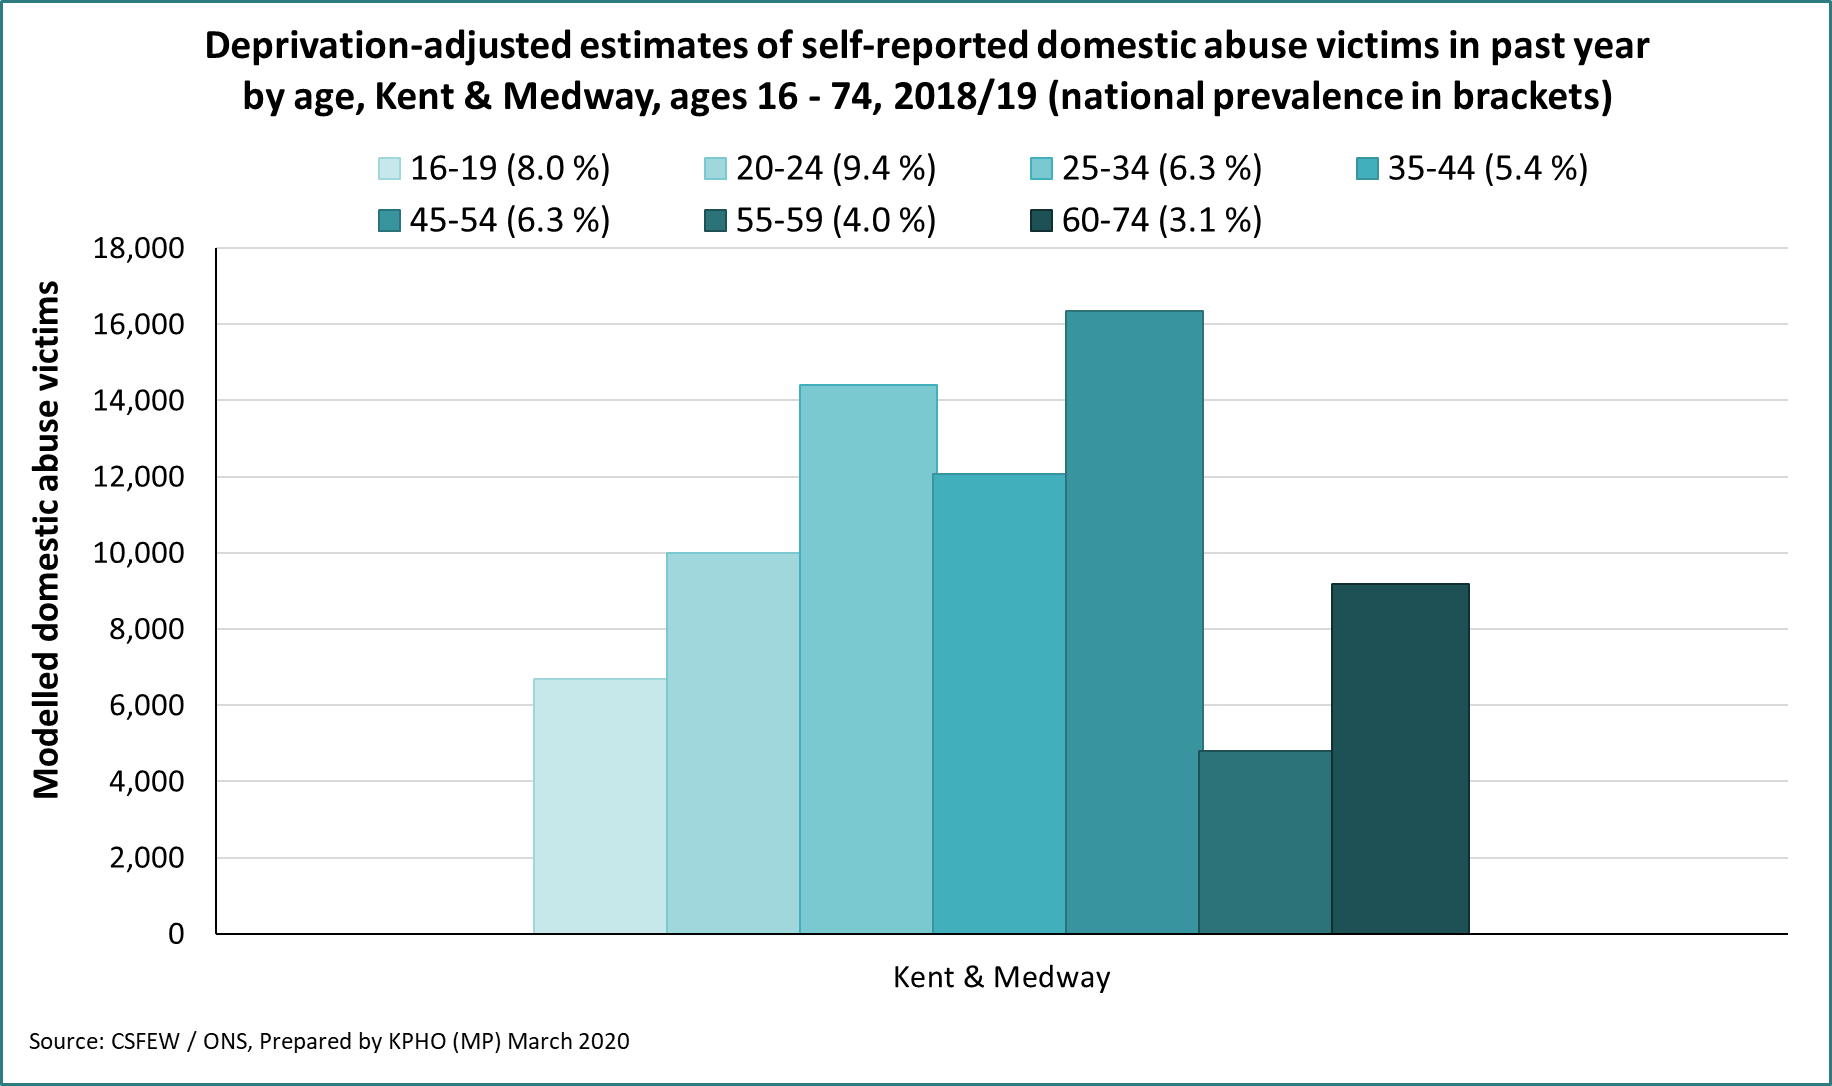 Deprivation-adjusted estimates of self-reported domestic abuse victims in past year
by age, Kent & Medway, ages 16 - 74, 2018/19 (national prevalence in brackets)
16-19 (8.0 %) 20-24 (9.4 %) 25-34 (6.3 %) 35-44 (5.4 %)
45-54 (6.3 %) 55-59 (4.0 %) 60-74 (3.1 %)
Modelled domestic abuse victims
18,000
16,000
14,000
12,000
10,000
8,000
6,000
4,000
2,000
0
Kent & Medway
Source: CSFEW / ONS, Prepared by KPHO (MP) March 2020